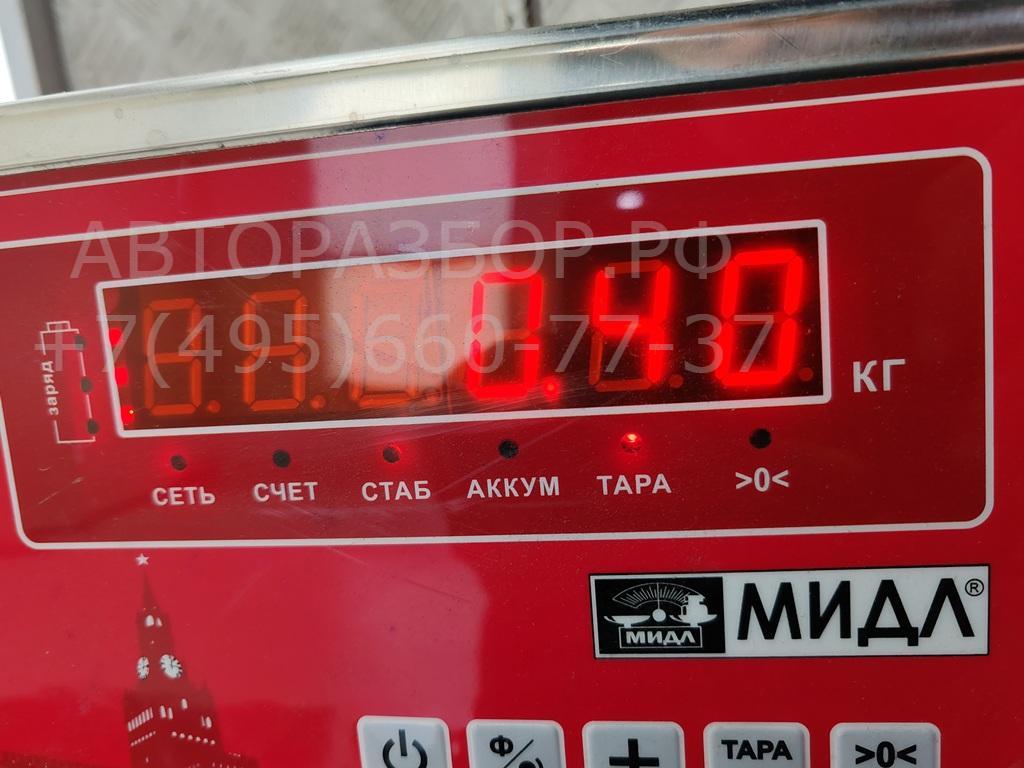 АВТОРАЗБОР.РФ
+7(495)660-77-37
0.40
КГ
заряд
СЕТЬ СЧЕТ СТАБ АККУМ ТАРА >0<
МИДЛ МИДЛ®
Ф
+ ТАРА >0<